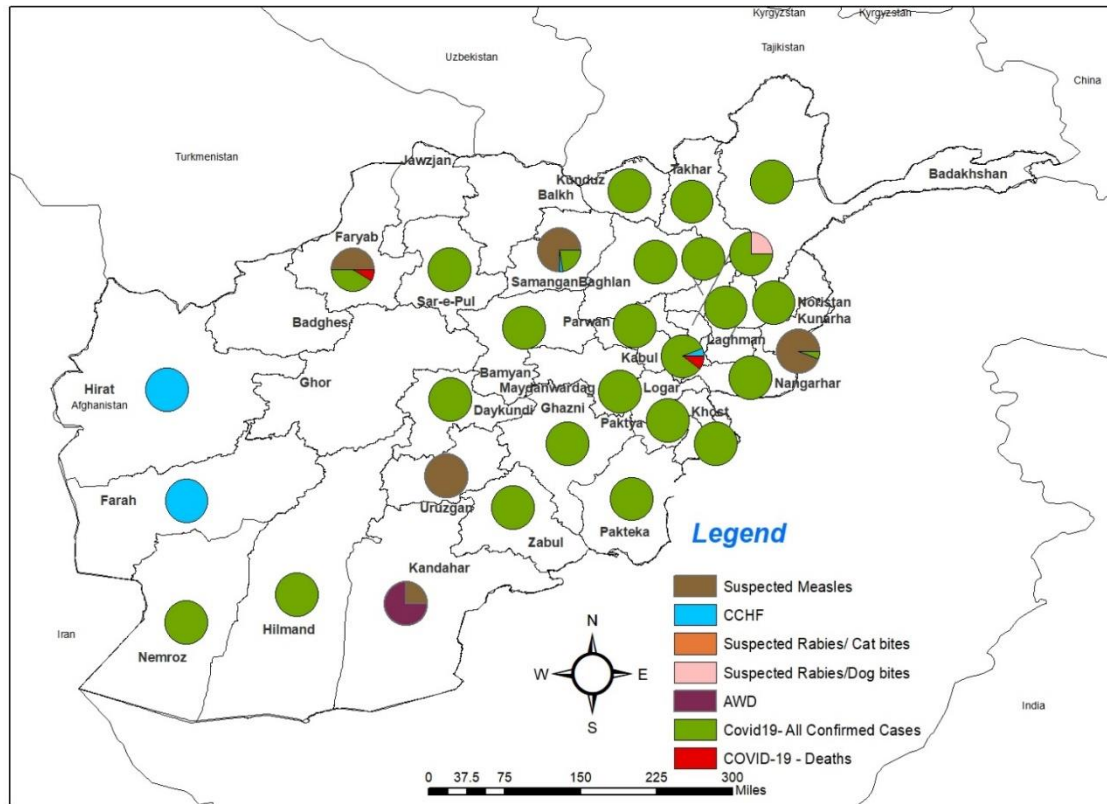 Kyrgyzstan
Kyrgyzstan
Uzbekistan
Tajikistan
China
Turkmenistan
Jawzjan
Kunduz
Takhar
Balkh
Badakhshan
Faryab
Samangan
Baghlan
Sar-e-Pul
Noristan
Kunarha
Badghes
Parwan
Laghman
Kabul
Bamyan
Nangarhar
Hirat
Ghor
Maydanwardag
Logar
Afghanistan
Daykundi
Ghazni
Khost
Paktya
Farah
Uruzgan
Zabul
Pakteka
Kandahar
Hilmand
Nemroz
Iran
India
Legend
Suspected Measles
CCHF
Suspected Rabies/ Cat bites
Suspected Rabies/Dog bites
AWD
Covid19- All Confirmed Cases
COVID-19 - Deaths
N
W
E
S
0 37.5 75 150 225 300
Miles